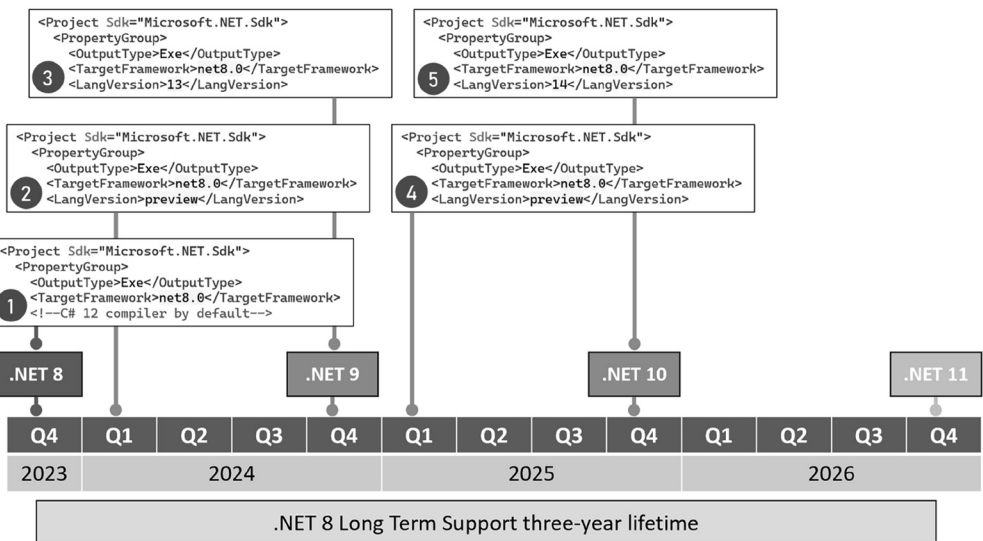 <Project Sdk="Microsoft.NET.Sdk">
<PropertyGroup>
<OutputType>Exe</OutputType>
3 <TargetFramework>net8.0</TargetFramework>
<LangVersion>13</LangVersion>
<Project Sdk="Microsoft.NET.Sdk">
<PropertyGroup>
<OutputType>Exe</OutputType>
5 <TargetFramework>net8.0</TargetFramework>
<LangVersion>14</LangVersion>
<Project Sdk="Microsoft.NET.Sdk">
<PropertyGroup>
<OutputType>Exe</OutputType>
2 <TargetFramework>net8.0</TargetFramework>
<LangVersion>preview</LangVersion>
<Project Sdk="Microsoft.NET.Sdk">
<PropertyGroup>
<OutputType>Exe</OutputType>
4 <TargetFramework>net8.0</TargetFramework>
<LangVersion>preview</LangVersion>
<Project Sdk="Microsoft.NET.Sdk">
<PropertyGroup>
<OutputType>Exe</OutputType>
1 <TargetFramework>net8.0</TargetFramework>
<!--C# 12 compiler by default-->
.NET 8 .NET 9 .NET 10 .NET 11
Q4 Q1 Q2 Q3 Q4 Q1 Q2 Q3 Q4 Q1 Q2 Q3 Q4
2023 2024 2025 2026
.NET 8 Long Term Support three-year lifetime